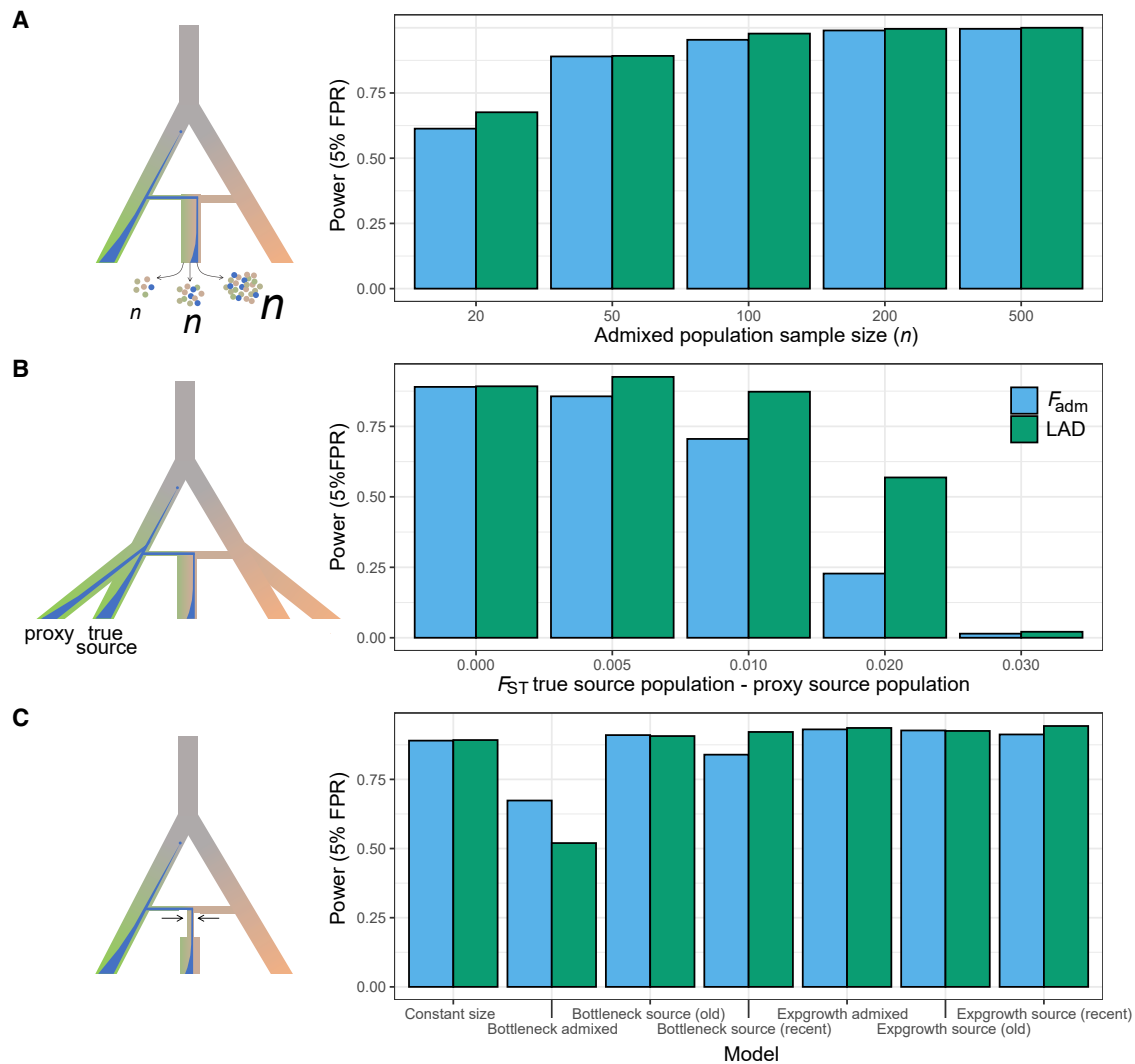 A
n
n
n
Power (5% FPR)
0.75
0.50
0.25
0.00
20
50
100
200
500
Admixed population sample size (n)
B
proxy
true
source
Power (5%FPR)
0.75
0.50
0.25
0.00
Fadm
LAD
0.000
0.005
0.010
0.020
0.030
FST true source population - proxy source population
C
Power (5% FPR)
0.75
0.50
0.25
0.00
Constant size
Bottleneck admixed
Bottleneck source (old)
Bottleneck source (recent)
Expgrowth admixed
Expgrowth source (old)
Expgrowth source (recent)
Model